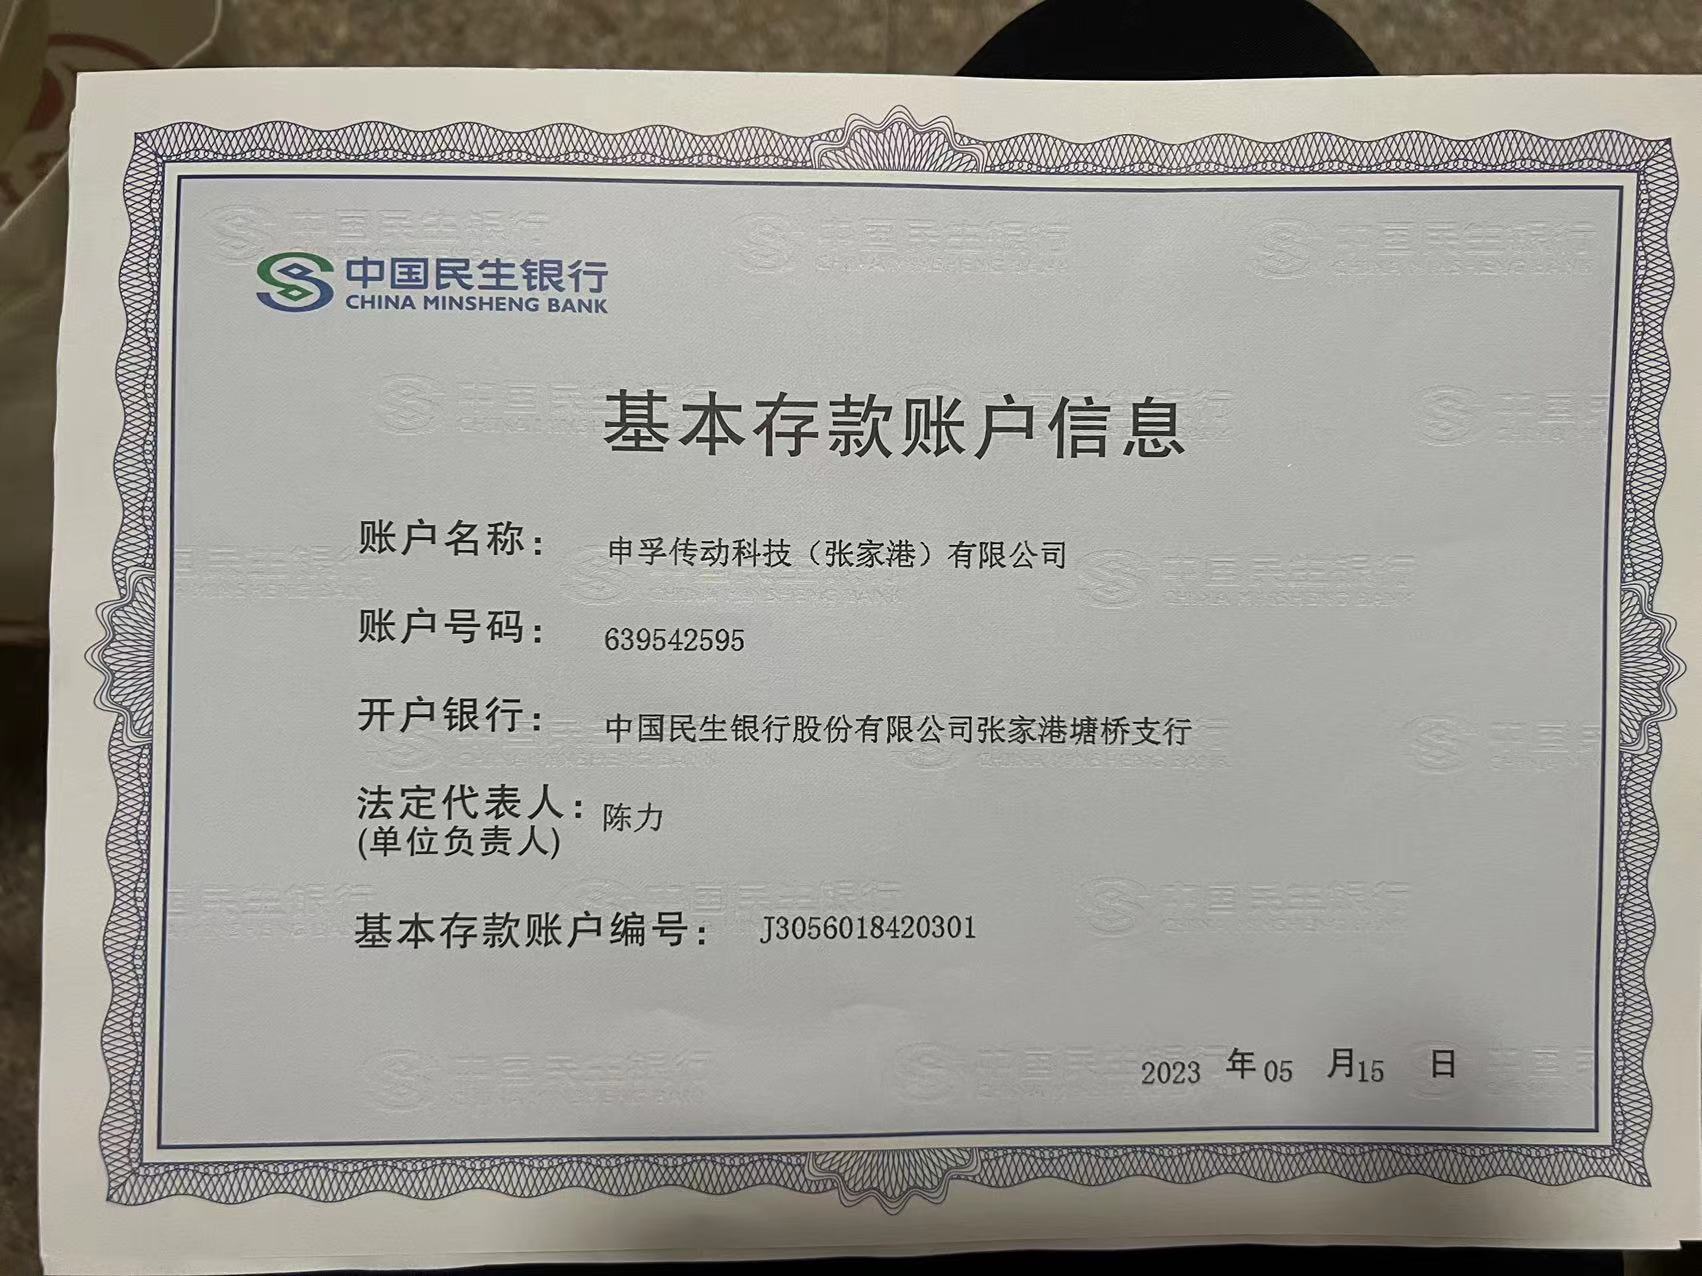 中国民生银行
CHINA MINSHENG BANK
基本存款账户信息
账户名称： 申孚传动科技（张家港）有限公司
账户号码： 639542595
开户银行： 中国民生银行股份有限公司张家港塘桥支行
法定代表人： 陈力
(单位负责人)
基本存款账户编号： J3056018420301
2023 年 05 月 15 日